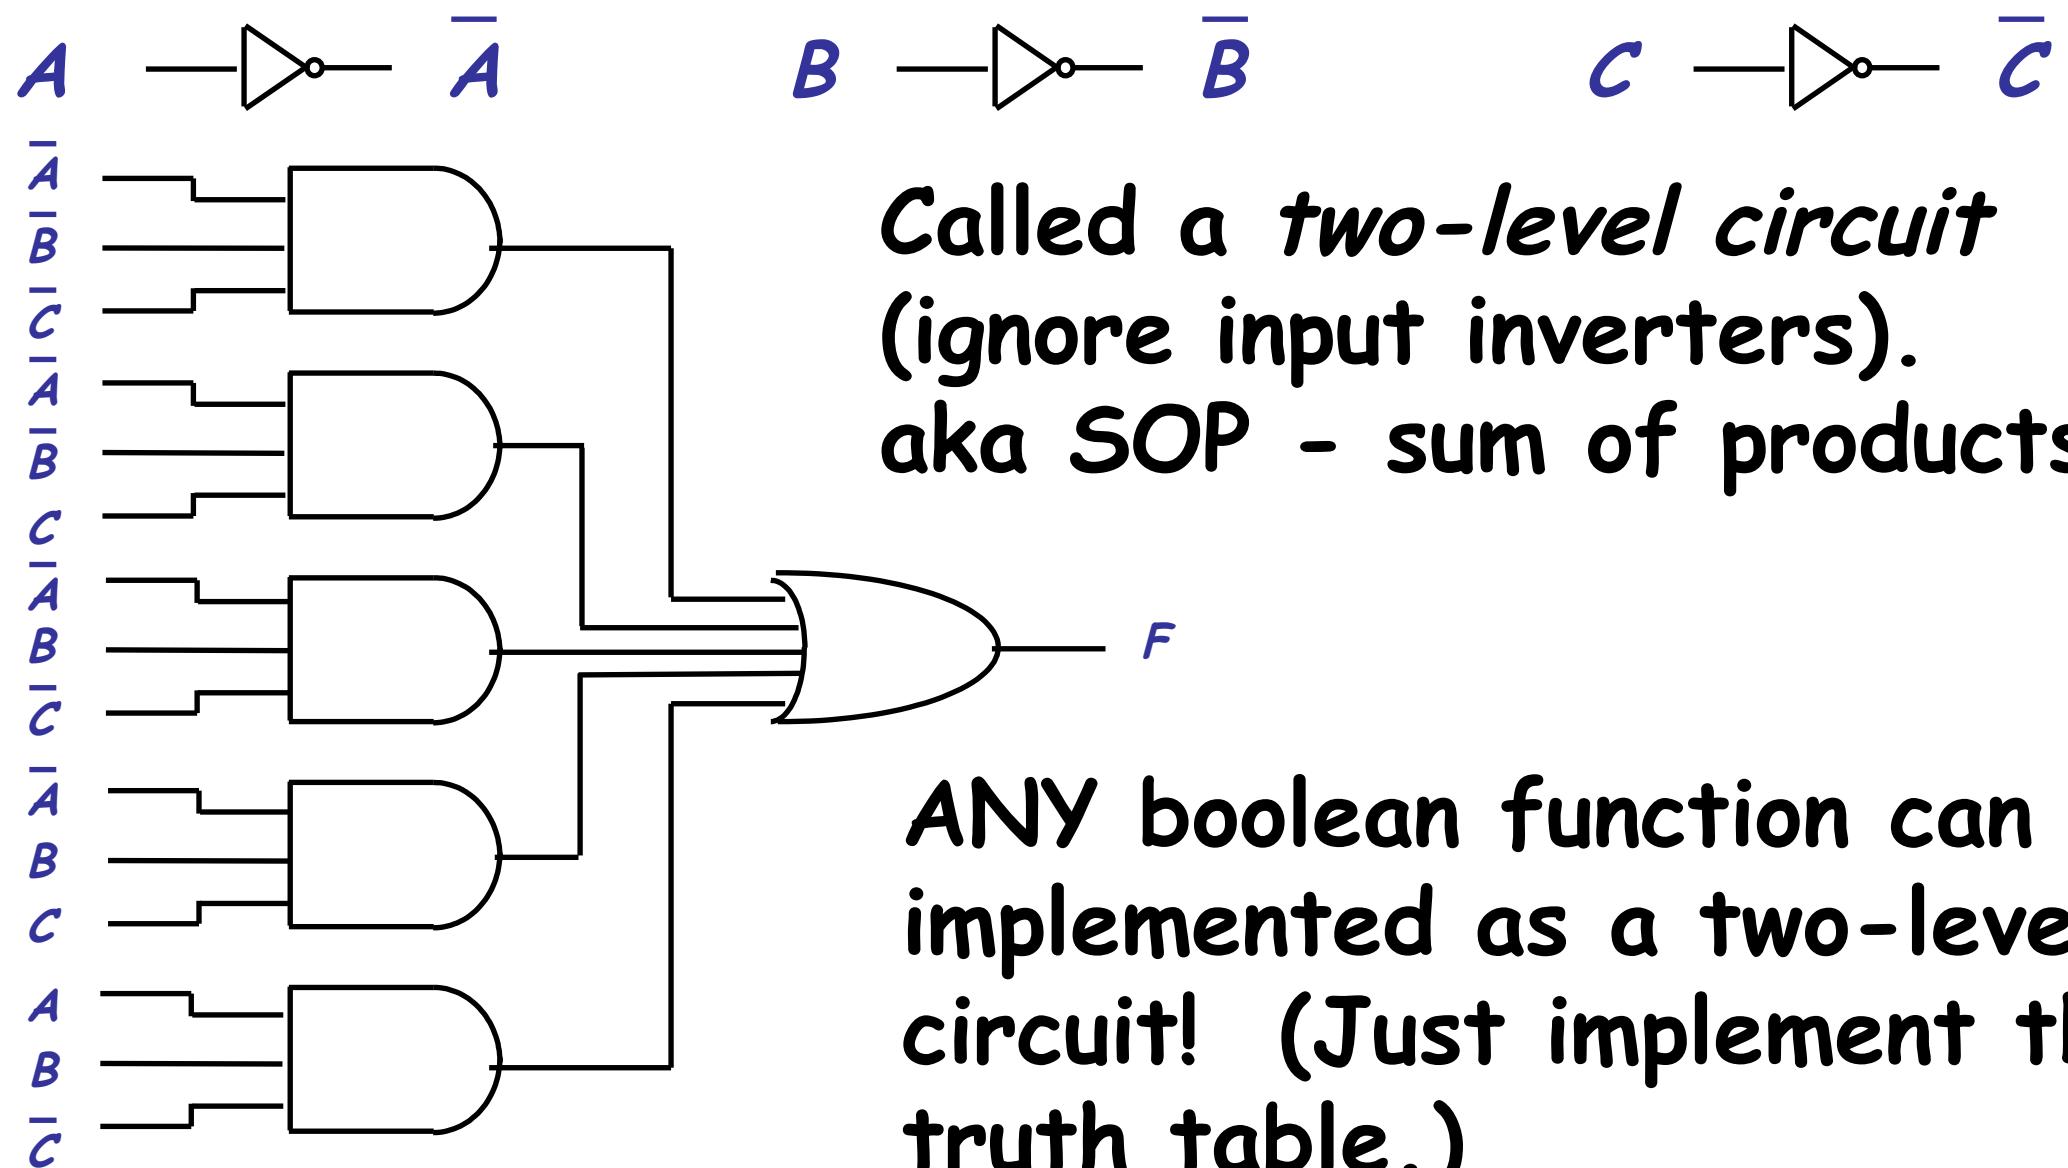 A A̅ B B̅ C C̅
A̅
B̅
C̅
A̅
B̅
C
A̅
B
C̅
A̅
B
C
A
B
C̅
Called a two-level circuit
(ignore input inverters).
aka SOP - sum of products
F
ANY boolean function can
implemented as a two-leve
circuit! (Just implement th
truth table.)